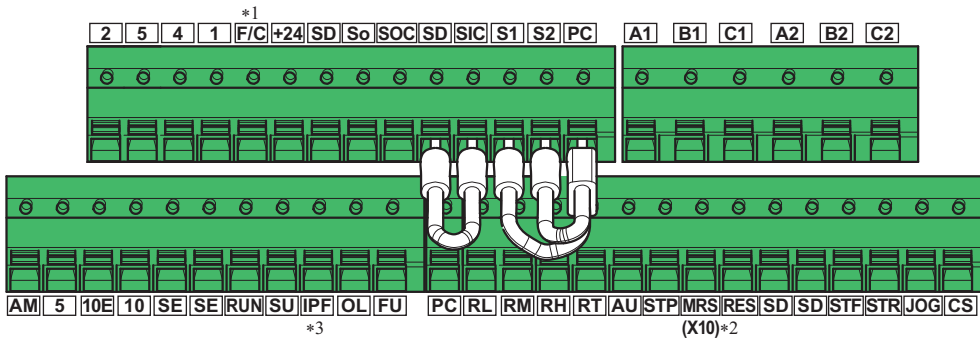 *1
2 5 4 1 F/C +24 SD So SOC SD SIC S1 S2 PC A1 B1 C1 A2 B2 C2
AM 5 10E 10 SE SE RUN SU IPF OL FU PC RL RM RH RT AU STP MRS RES SD SD STF STR JOG CS
*3 (X10)*2